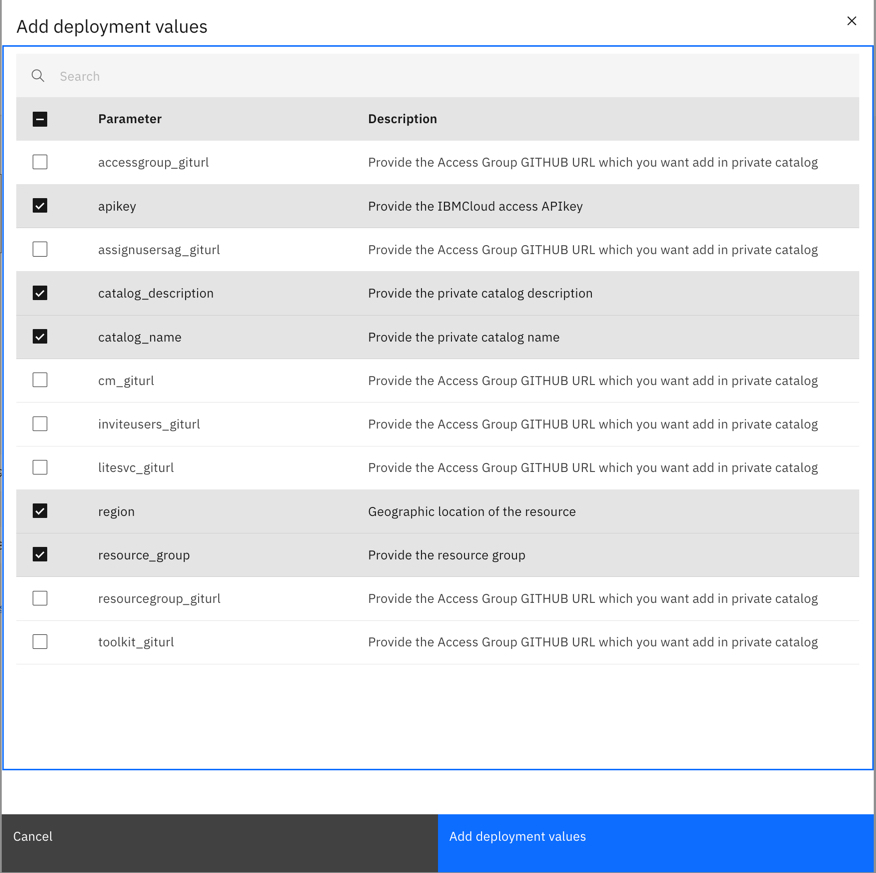 Add deployment values
Search
Parameter Description
accessgroup_giturl Provide the Access Group GITHUB URL which you want add in private catalog
apikey Provide the IBMCloud access APIkey
assignusersag_giturl Provide the Access Group GITHUB URL which you want add in private catalog
catalog_description Provide the private catalog description
catalog_name Provide the private catalog name
cm_giturl Provide the Access Group GITHUB URL which you want add in private catalog
inviteusers_giturl Provide the Access Group GITHUB URL which you want add in private catalog
litesvc_giturl Provide the Access Group GITHUB URL which you want add in private catalog
region Geographic location of the resource
resource_group Provide the resource group
resourcegroup_giturl Provide the Access Group GITHUB URL which you want add in private catalog
toolkit_giturl Provide the Access Group GITHUB URL which you want add in private catalog
Cancel Add deployment values